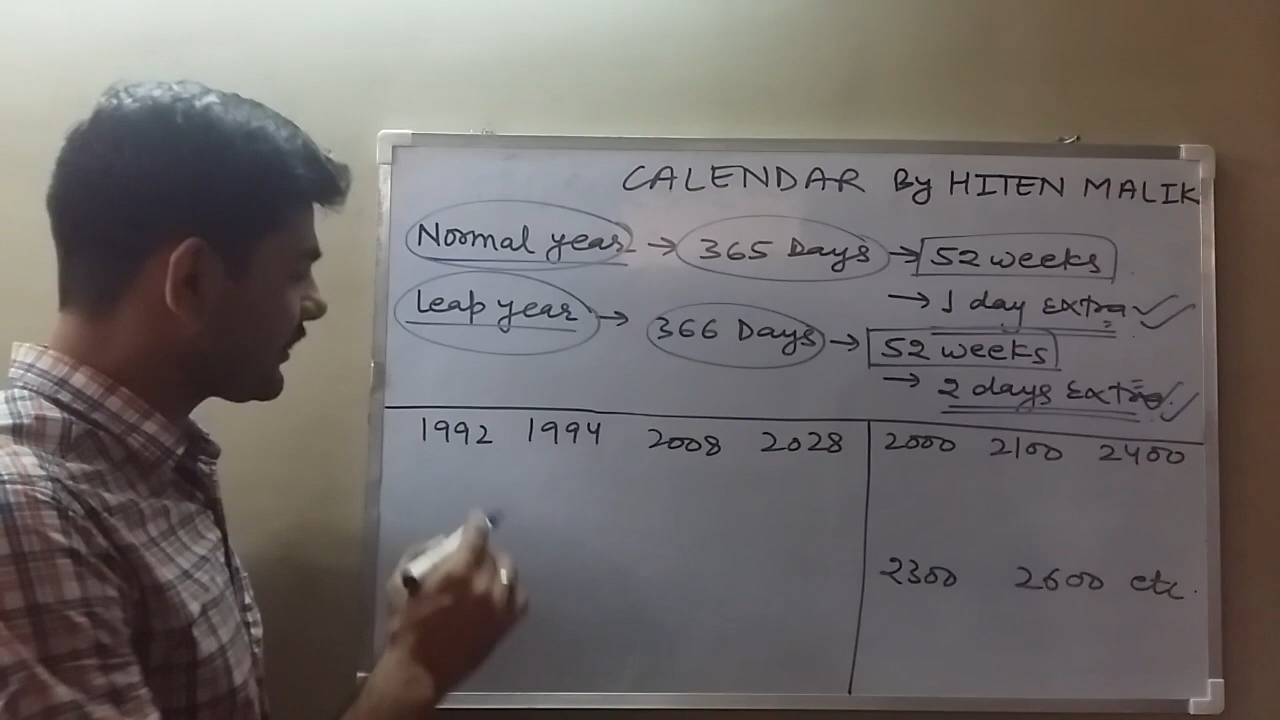 CALENDAR By HITEN MALIK
Normal year → 365 Days → 52 weeks
→ 1 day extra ✓
Leap year → 366 Days → 52 weeks
→ 2 days extra ✓
1992 1994 2008 2028 2000 2100 2400
2300 2600 etc.